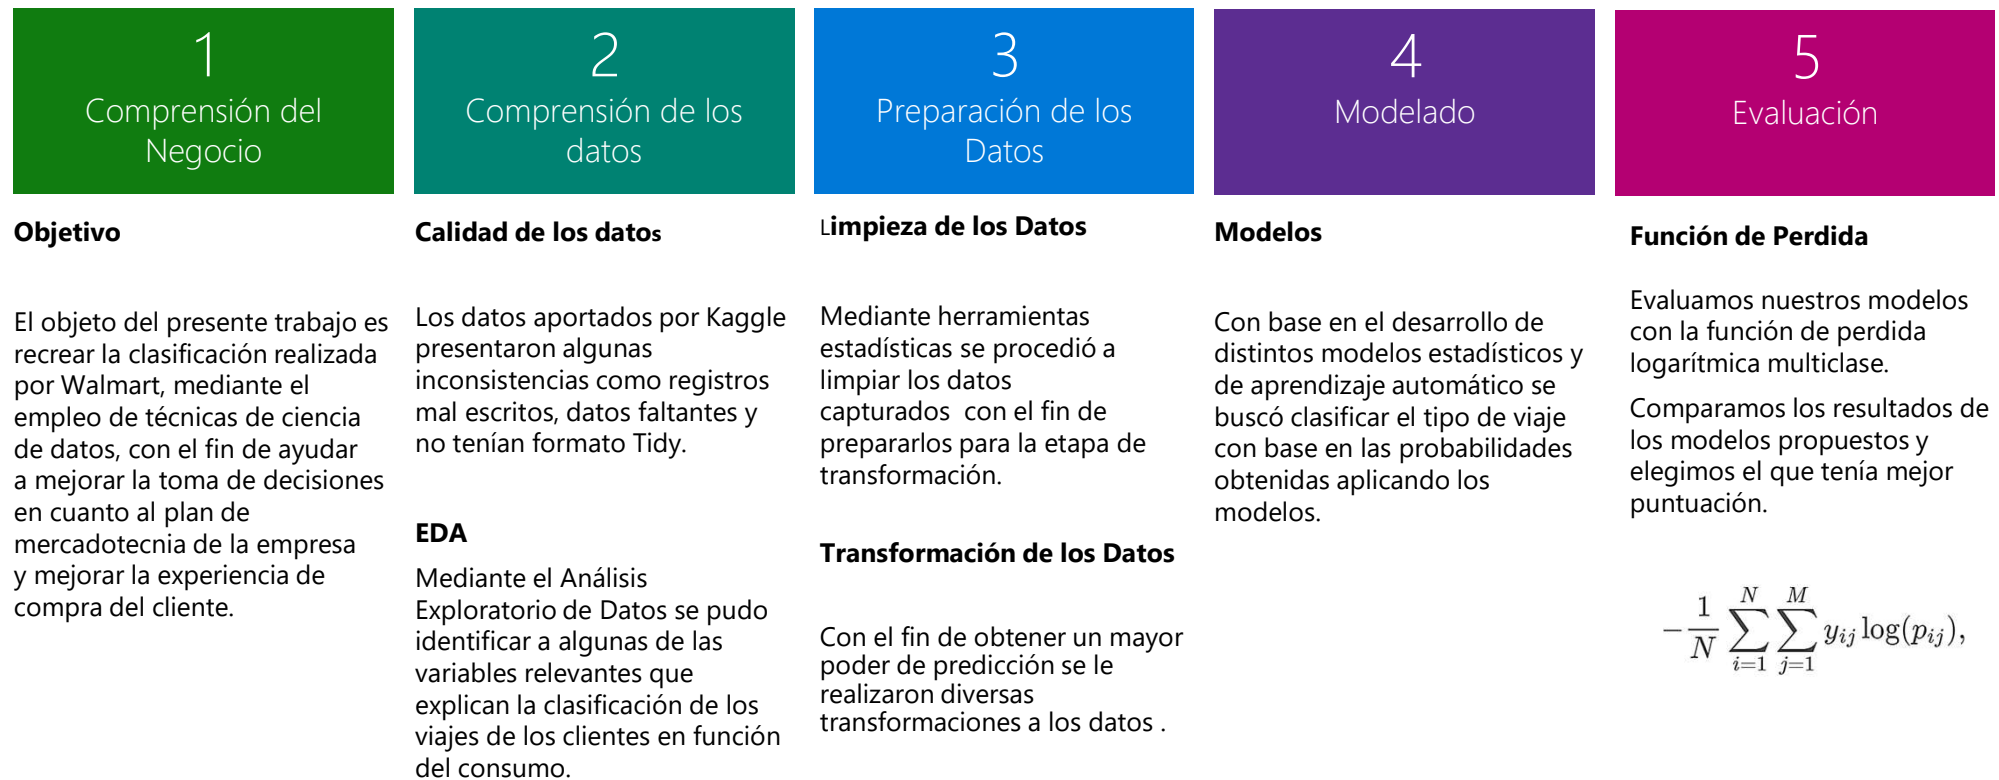 1
Comprensión del
Negocio
Objetivo
El objeto del presente trabajo es
recrear la clasificación realizada
por Walmart, mediante el
empleo de técnicas de ciencia
de datos, con el fin de ayudar
a mejorar la toma de decisiones
en cuanto al plan de
mercadotecnia de la empresa
y mejorar la experiencia de
compra del cliente.
2
Comprensión de los
datos
Calidad de los datos
Los datos aportados por Kaggle
presentaron algunas
inconsistencias como registros
mal escritos, datos faltantes y
no tenían formato Tidy.
EDA
Mediante el Análisis
Exploratorio de Datos se pudo
identificar a algunas de las
variables relevantes que
explican la clasificación de los
viajes de los clientes en función
del consumo.
3
Preparación de los
Datos
Limpieza de los Datos
Mediante herramientas
estadísticas se procedió a
limpiar los datos
capturados  con el fin de
prepararlos para la etapa de
transformación.
Transformación de los Datos
Con el fin de obtener un mayor
poder de predicción se le
realizaron diversas
transformaciones a los datos .
4
Modelado
Modelos
Con base en el desarrollo de
distintos modelos estadísticos y
de aprendizaje automático se
buscó clasificar el tipo de viaje
con base en las probabilidades
obtenidas aplicando los
modelos.
5
Evaluación
Función de Perdida
Evaluamos nuestros modelos
con la función de perdida
logarítmica multiclase.
Comparamos los resultados de
los modelos propuestos y
elegimos el que tenía mejor
puntuación.
$-\frac{1}{N} \sum_{i=1}^{N} \sum_{j=1}^{M} y_{ij} \log(p_{ij}),$